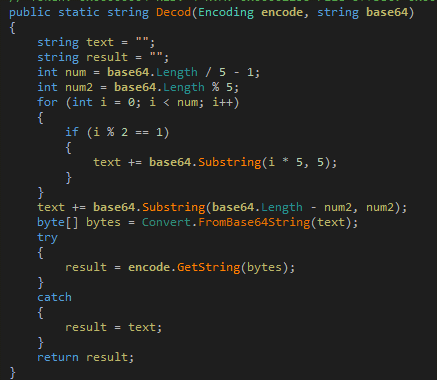 public static string Decod(Encoding encode, string base64)
{
string text = "";
string result = "";
int num = base64.Length / 5 - 1;
int num2 = base64.Length % 5;
for (int i = 0; i < num; i++)
{
if (i % 2 == 1)
{
text += base64.Substring(i * 5, 5);
}
}
text += base64.Substring(base64.Length - num2, num2);
byte[] bytes = Convert.FromBase64String(text);
try
{
result = encode.GetString(bytes);
}
catch
{
result = text;
}
return result;
}